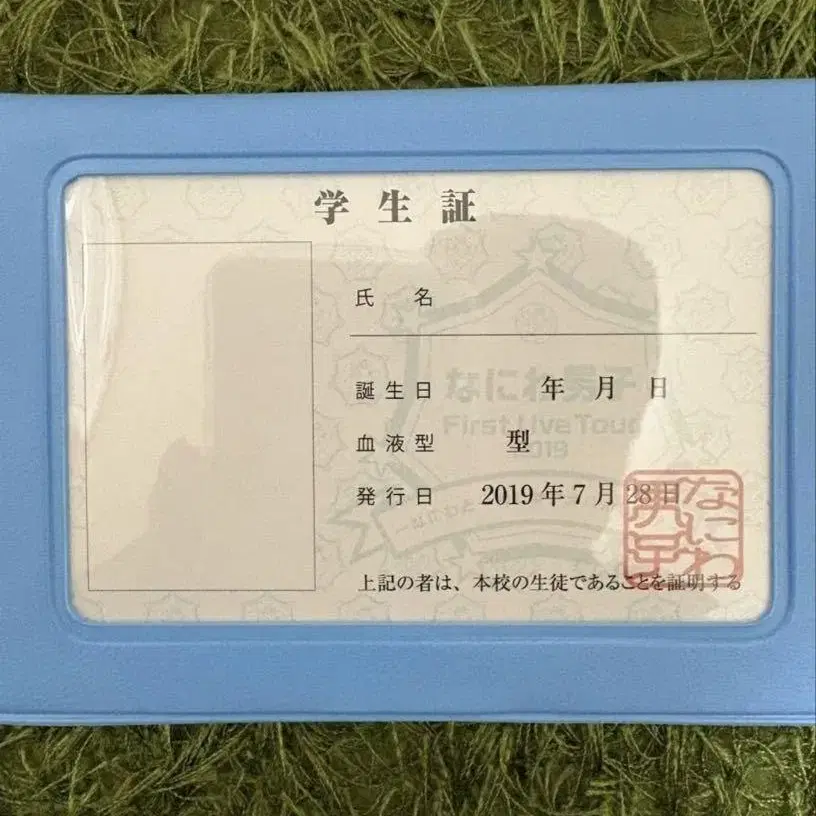 学生証
氏 名
誕生日 年 月 日
血液型 型
発行日 2019年7月28日
上記の者は、本校の生徒であることを証明する
なにわ男子
First Live Tour
2019
なにわ男子